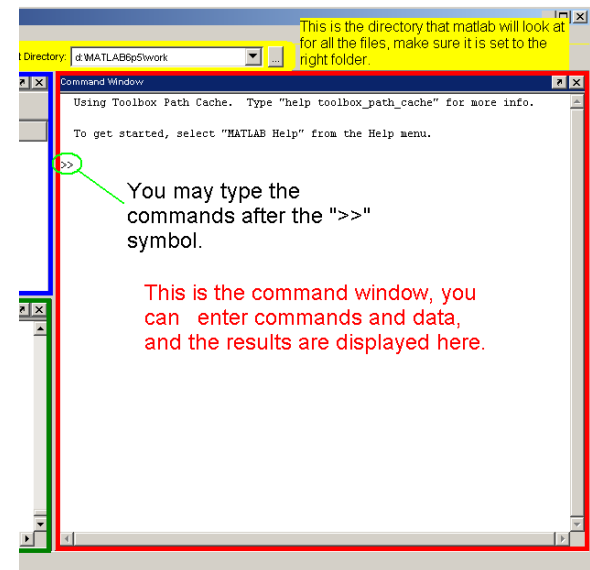 This is the directory that matlab will look at
for all the files, make sure it is set to the
right folder.
t Directory: d:\MATLAB6p5\work
...
Command Window
Using Toolbox Path Cache. Type "help toolbox_path_cache" for more info.
To get started, select "MATLAB Help" from the Help menu.
>>
You may type the
commands after the ">>"
symbol.
This is the command window, you
can enter commands and data,
and the results are displayed here.